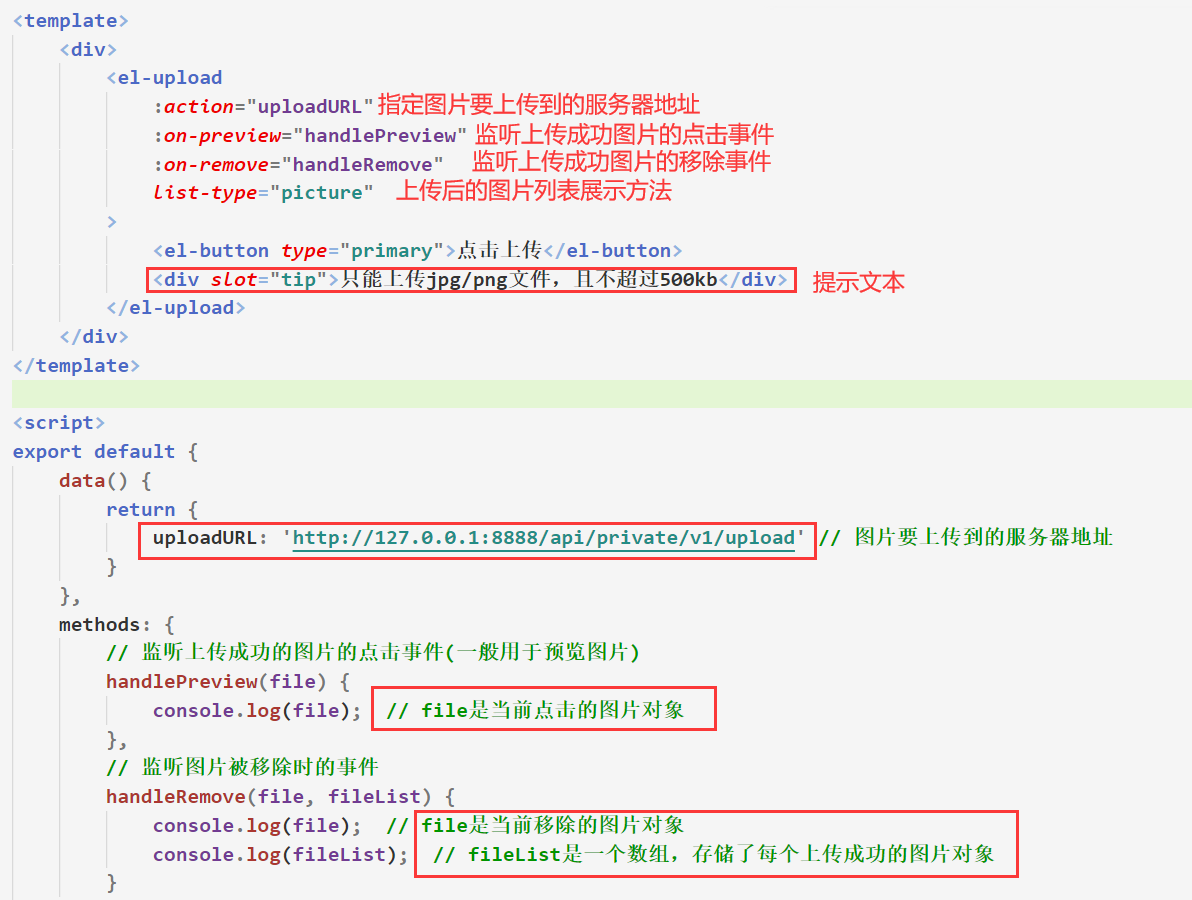 <template>
<div>
<el-upload
:action="uploadURL" 指定图片要上传到的服务器地址
:on-preview="handlePreview" 监听上传成功图片的点击事件
:on-remove="handleRemove" 监听上传成功图片的移除事件
list-type="picture" 上传后的图片列表展示方法
>
<el-button type="primary">点击上传</el-button>
<div slot="tip">只能上传jpg/png文件，且不超过500kb</div> 提示文本
</el-upload>
</div>
</template>
<script>
export default {
data() {
return {
uploadURL: 'http://127.0.0.1:8888/api/private/v1/upload' // 图片要上传到的服务器地址
}
},
methods: {
// 监听上传成功的图片的点击事件(一般用于预览图片)
handlePreview(file) {
console.log(file); // file是当前点击的图片对象
},
// 监听图片被移除时的事件
handleRemove(file, fileList) {
console.log(file); // file是当前移除的图片对象
console.log(fileList); // fileList是一个数组，存储了每个上传成功的图片对象
}